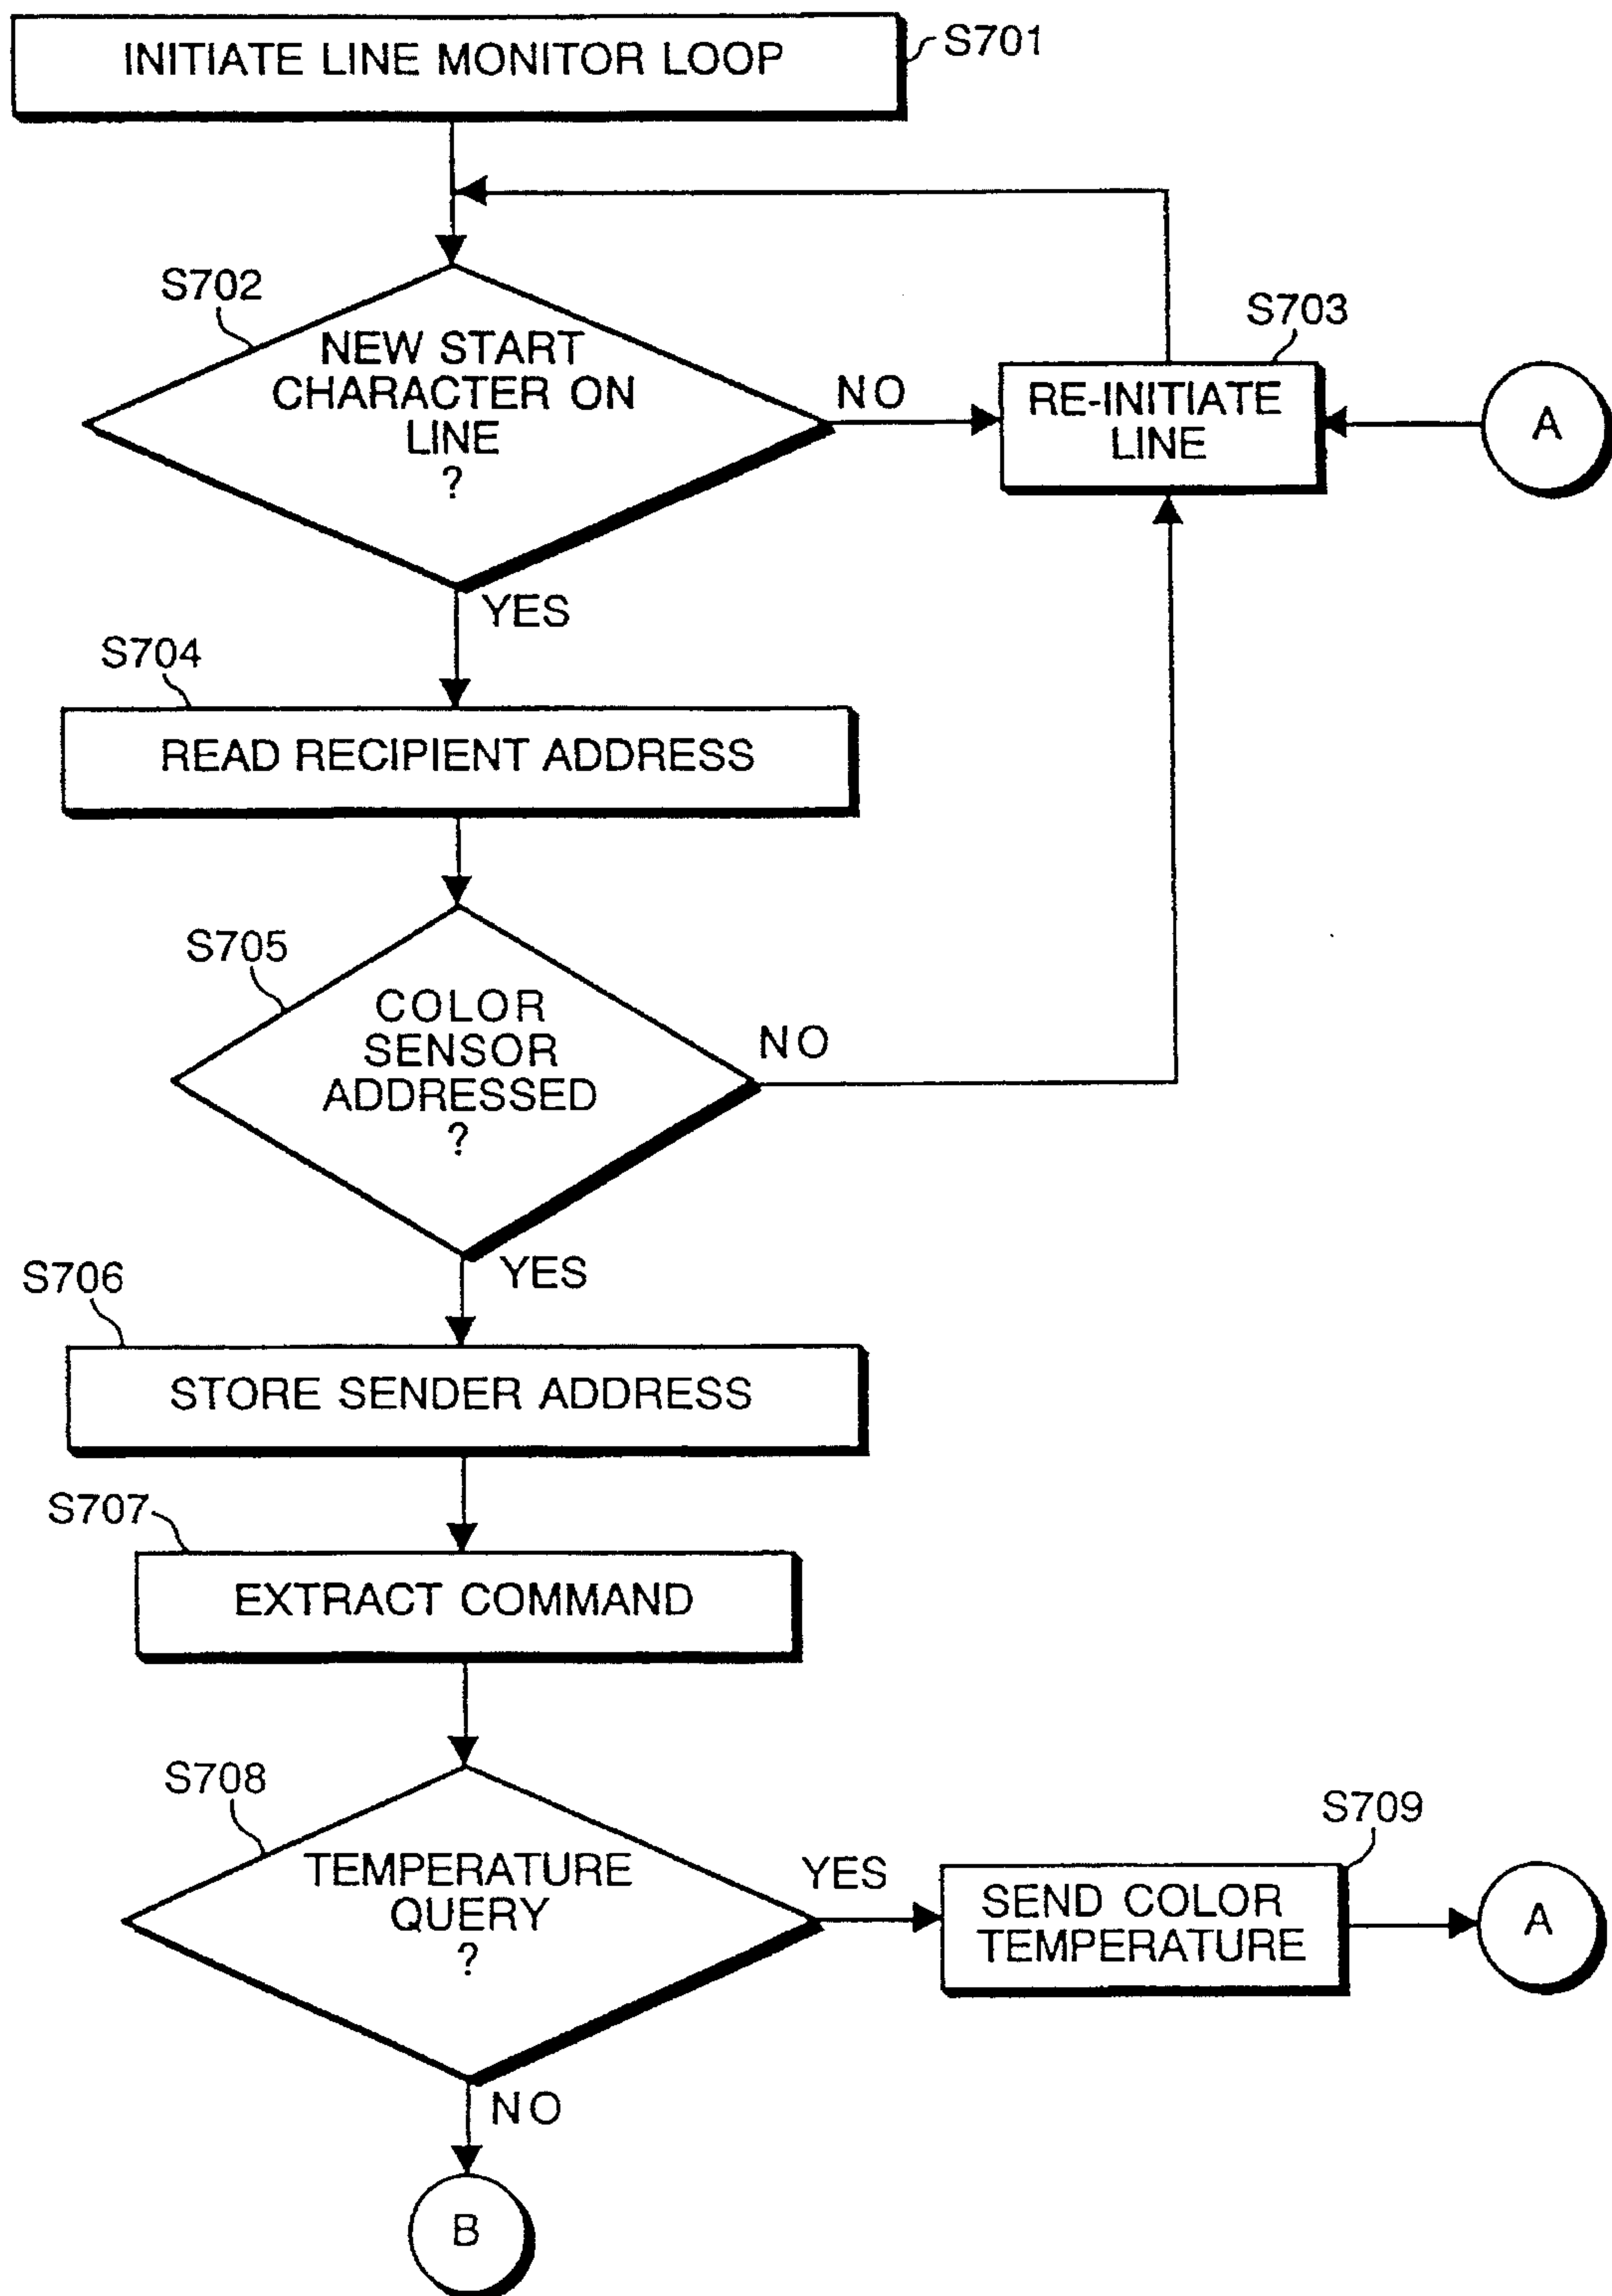 INITIATE LINE MONITOR LOOP
S701
S702
NEW START
CHARACTER ON
LINE
?
NO
S703
RE-INITIATE
LINE
A
YES
S704
READ RECIPIENT ADDRESS
S705
COLOR
SENSOR
ADDRESSED
?
NO
YES
S706
STORE SENDER ADDRESS
S707
EXTRACT COMMAND
S708
TEMPERATURE
QUERY
?
YES
S709
SEND COLOR
TEMPERATURE
A
NO
B